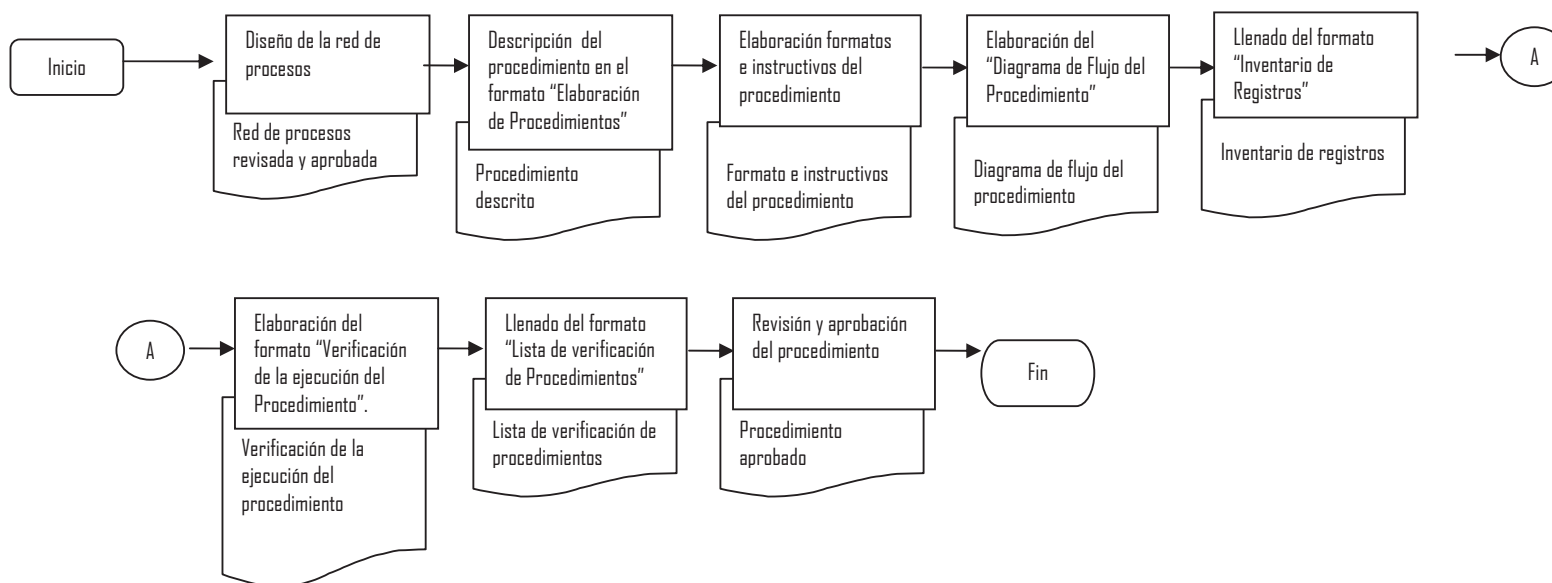 Inicio
Diseño de la red de
procesos
Red de procesos
revisada y aprobada
Descripción del
procedimiento en el
formato “Elaboración
de Procedimientos”
Procedimiento
descrito
Elaboración formatos
e instructivos del
procedimiento
Formato e instructivos
del procedimiento
Elaboración del
“Diagrama de Flujo del
Procedimiento”
Diagrama de flujo del
procedimiento
Llenado del formato
“Inventario de
Registros”
Inventario de registros
A
A
Elaboración del
formato “Verificación
de la ejecución del
Procedimiento”.
Verificación de la
ejecución del
procedimiento
Llenado del formato
“Lista de verificación
de Procedimientos”
Lista de verificación de
procedimientos
Revisión y aprobación
del procedimiento
Procedimiento
aprobado
Fin